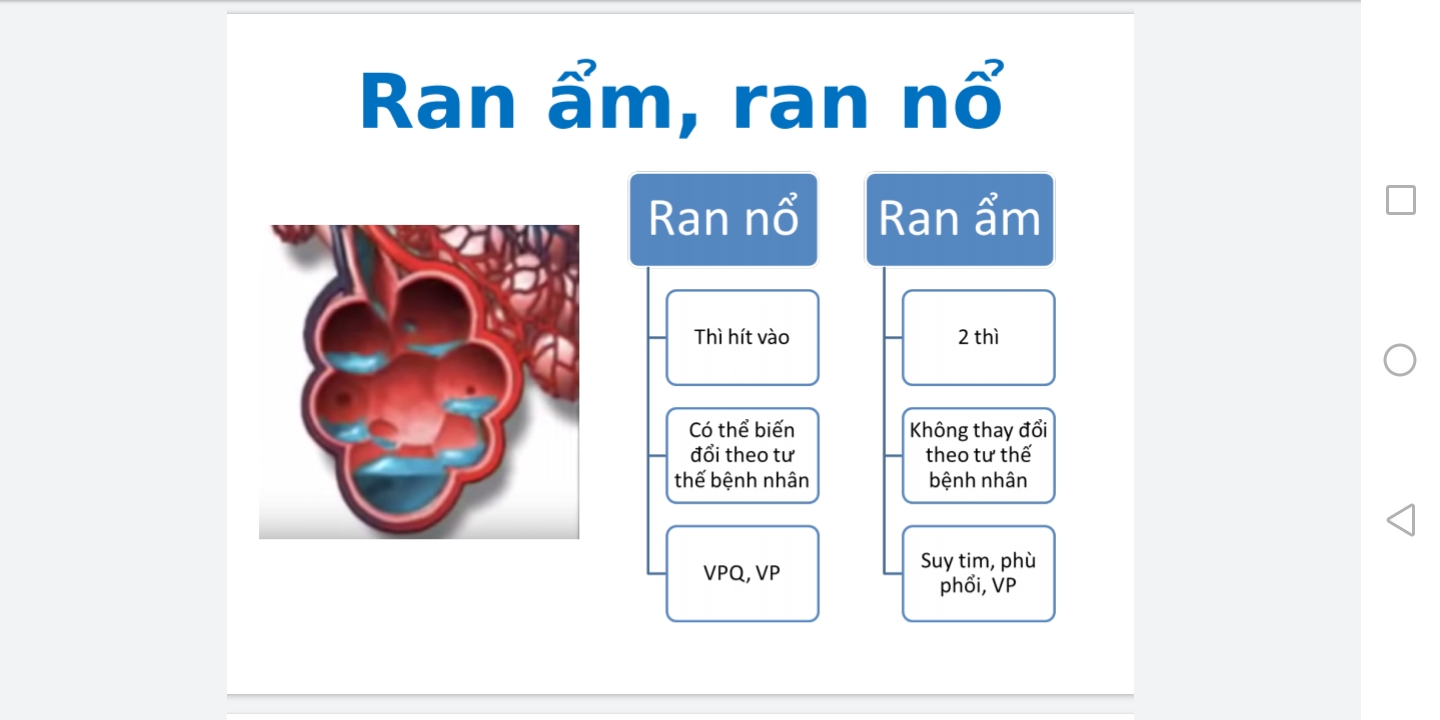 Ran ẩm, ran nổ
Ran nổ
Thì hít vào
Có thể biến
đổi theo tư
thế bệnh nhân
VPQ, VP
Ran ẩm
2 thì
Không thay đổi
theo tư thế
bệnh nhân
Suy tim, phù
phổi, VP